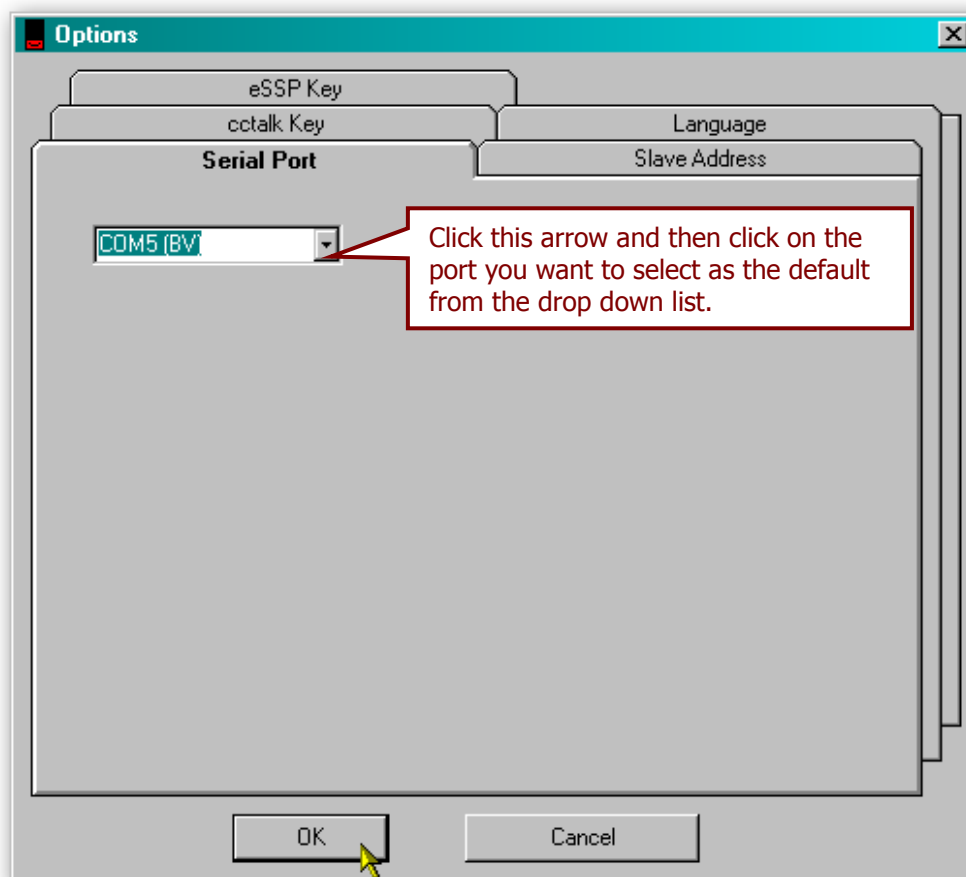 Options
eSSP Key
cctalk Key
Language
Serial Port
Slave Address
COM5 (BV)
Click this arrow and then click on the
port you want to select as the default
from the drop down list.
OK
Cancel